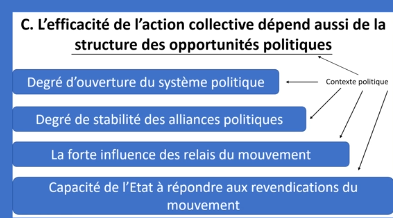 C. L’efficacité de l’action collective dépend aussi de la
structure des opportunités politiques
Contexte politique
Degré d’ouverture du système politique
Degré de stabilité des alliances politiques
La forte influence des relais du mouvement
Capacité de l’Etat à répondre aux revendications du
mouvement